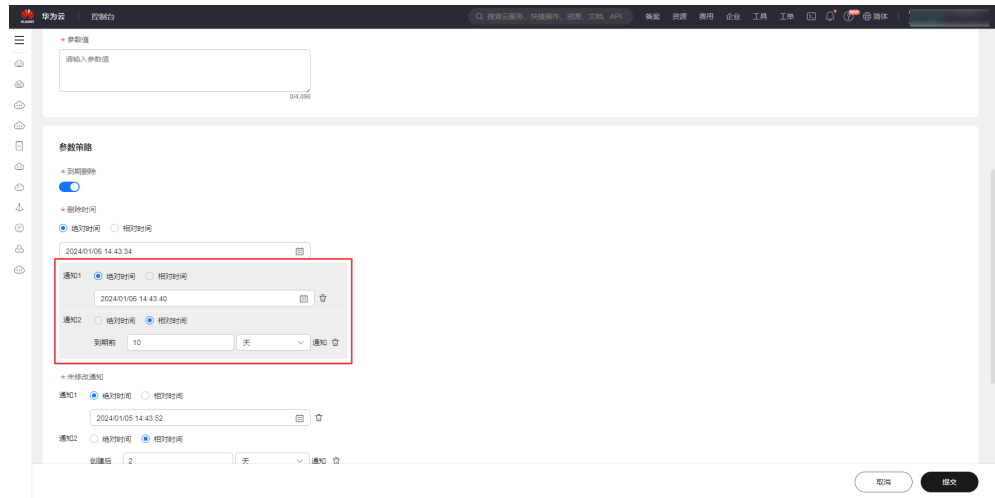 HUAWEI 华为云 控制台 搜索云服务、快捷操作、资源、文档、API 备案 资源 费用 企业 工具 工单 简体
* 参数值
请输入参数值
0/4,096
参数策略
* 到期删除
* 删除时间
绝对时间 相对时间
2024/01/06 14:43:34
通知1 绝对时间 相对时间
2024/01/06 14:43:40
通知2 绝对时间 相对时间
到期前 10 天 通知
* 未修改通知
通知1 绝对时间 相对时间
2024/01/05 14:43:52
通知2 绝对时间 相对时间
创建后 2 天 通知
取消 提交